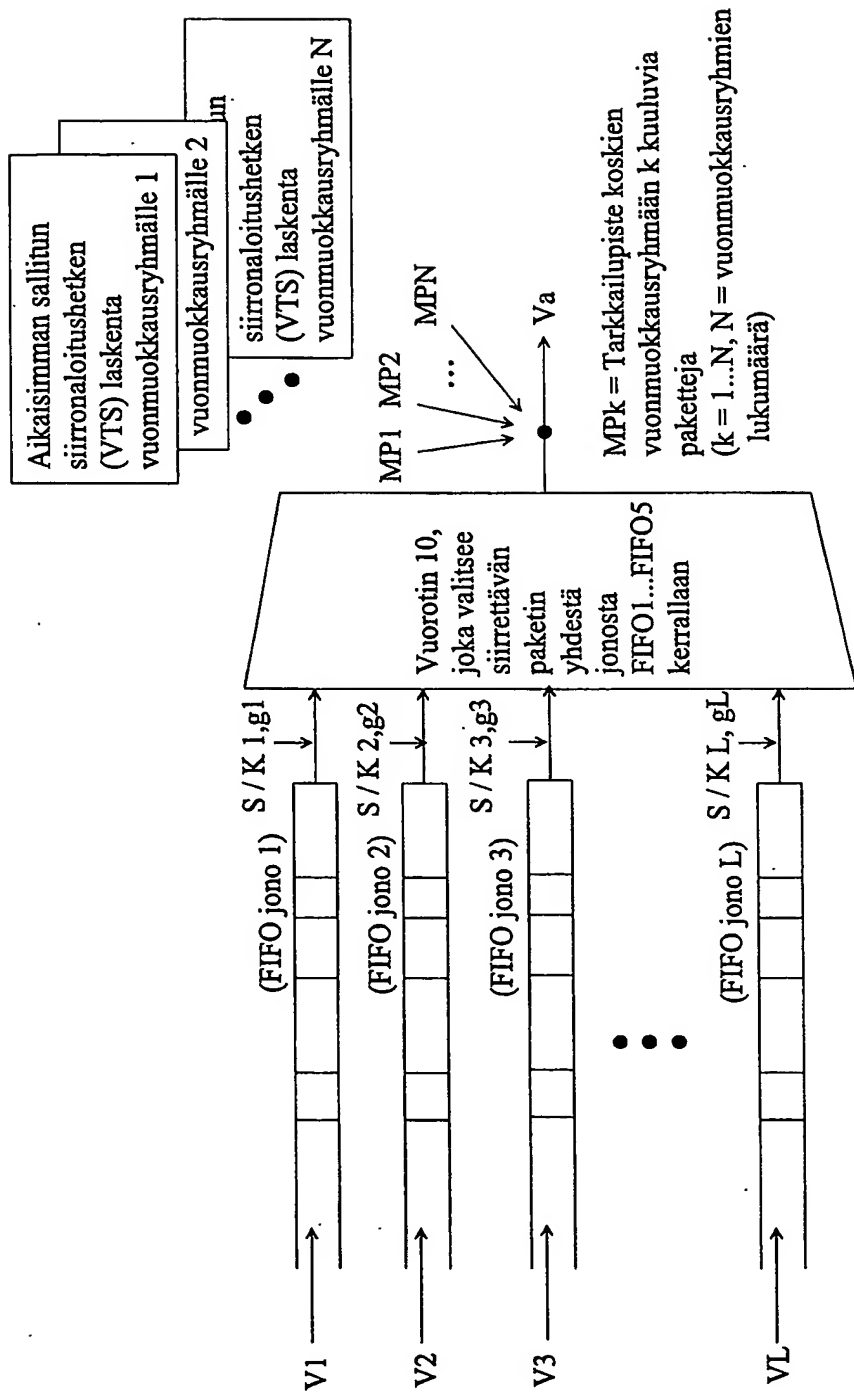 Aikaisimman sallitun
siirronaloitushetken
(VTS) laskenta
vuonmuokkausryhmälle 1
vuonmuokkausryhmälle 2
un
siirronaloitushetken
(VTS) laskenta
vuonmuokkausryhmälle N
MP1 MP2
...
MPN
Va
MPk = Tarkkailupiste koskien
vuonmuokkausryhmään k kuuluvia
paketteja
(k = 1...N, N = vuonmuokkausryhmien
lukumäärä)
Vuorotin 10,
joka valitsee
siirrettävän
paketin
yhdestä
jonosta
FIFO1...FIFO5
kerrallaan
S / K 1,g1
(FIFO jono 1)
V1
S / K 2,g2
(FIFO jono 2)
V2
S / K 3,g3
(FIFO jono 3)
V3
S / K L, gL
(FIFO jono L)
VL